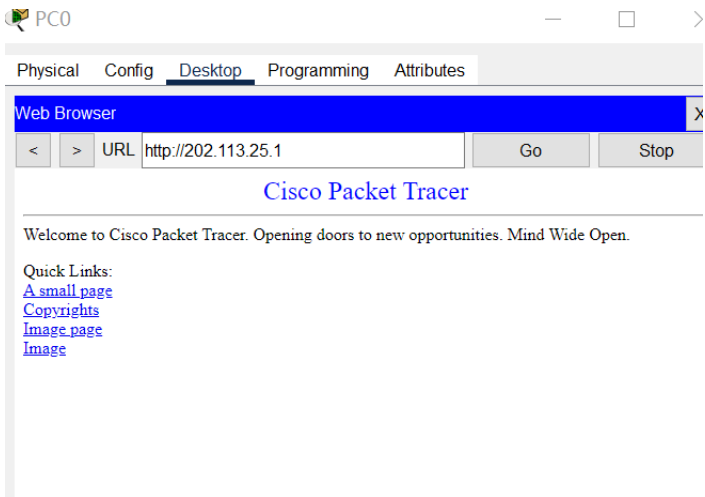 PC0
Physical Config Desktop Programming Attributes
Web Browser X
< > URL http://202.113.25.1 Go Stop
Cisco Packet Tracer
Welcome to Cisco Packet Tracer. Opening doors to new opportunities. Mind Wide Open.
Quick Links:
A small page
Copyrights
Image page
Image